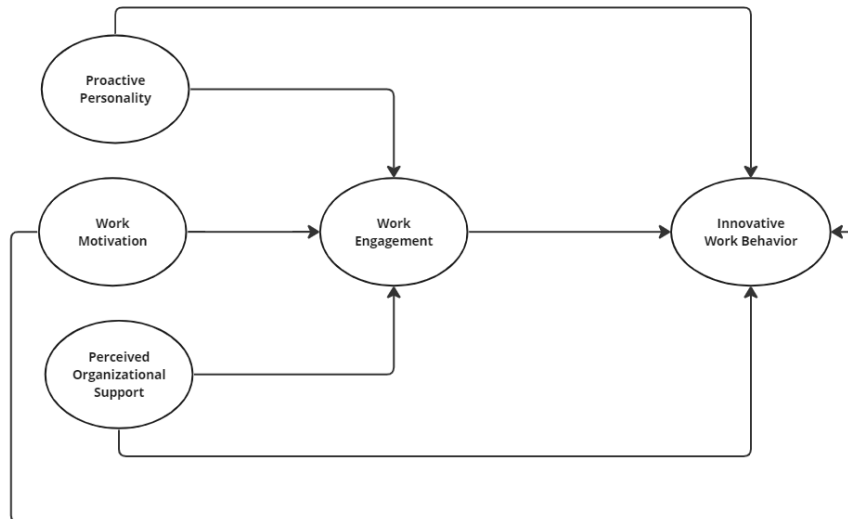 Proactive
Personality
Work
Motivation
Work
Engagement
Innovative
Work Behavior
Perceived
Organizational
Support